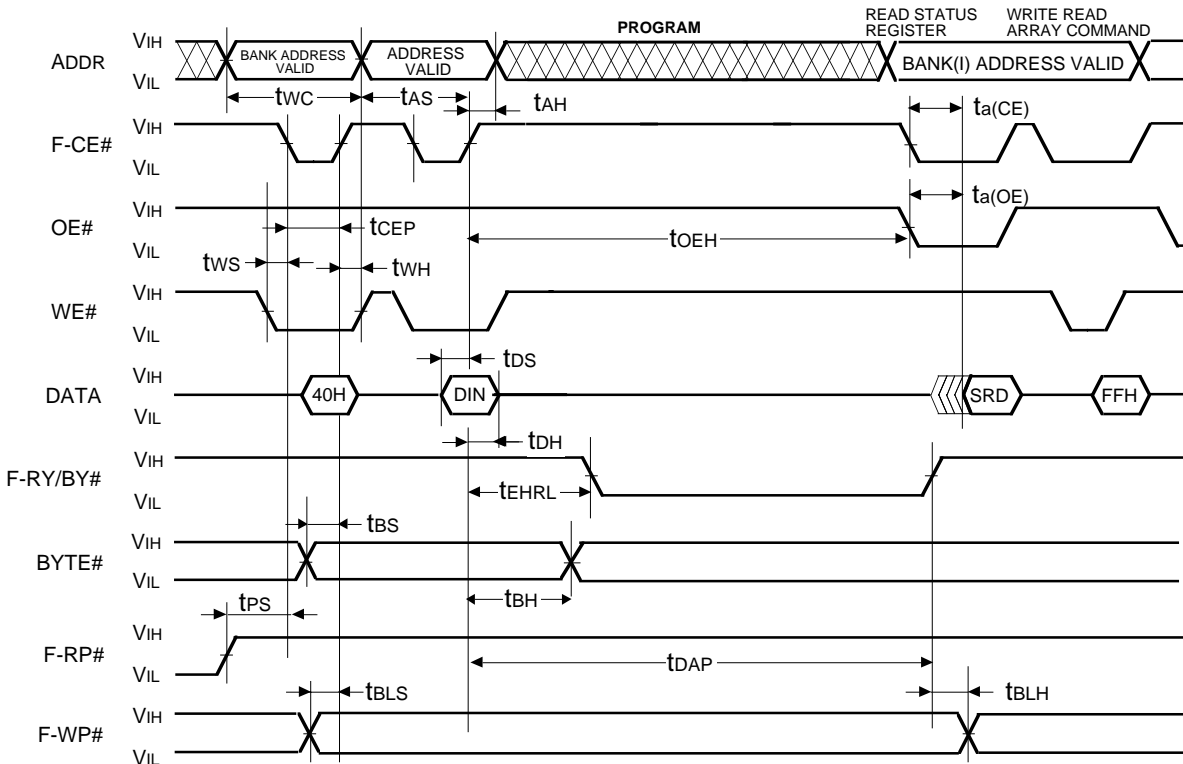 PROGRAM
READ STATUS REGISTER
WRITE READ ARRAY COMMAND
ADDR
VIH
VIL
BANK ADDRESS VALID
ADDRESS VALID
BANK(I) ADDRESS VALID
tWC
tAS
tAH
ta(CE)
F-CE#
VIH
VIL
OE#
VIH
VIL
ta(OE)
tCEP
tOEH
tWS
tWH
WE#
VIH
VIL
tDS
DATA
VIH
VIL
40H
DIN
SRD
FFH
tDH
F-RY/BY#
VIH
VIL
tEHRL
tBS
BYTE#
VIH
VIL
tBH
tPS
F-RP#
VIH
VIL
tDAP
tBLS
tBLH
F-WP#
VIH
VIL